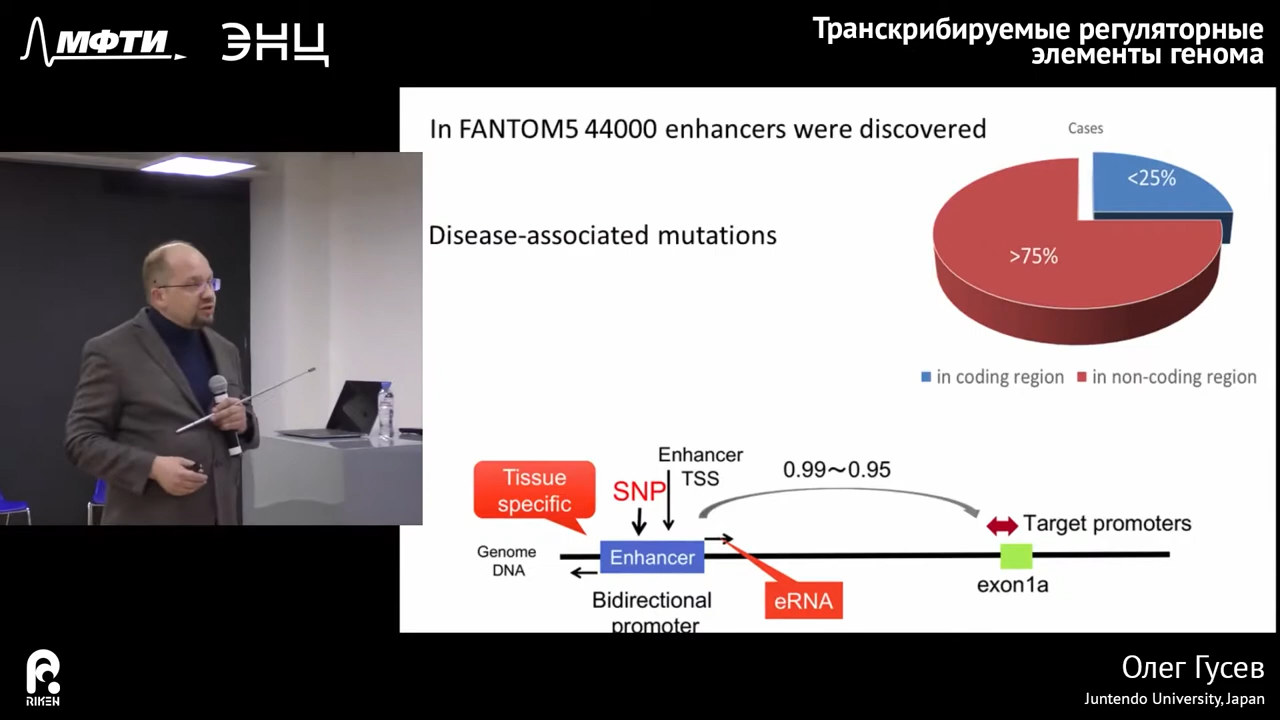 МФТИ
ЭНЦ
Транскрибируемые регуляторные
элементы генома
In FANTOM5 44000 enhancers were discovered
Cases
<25%
>75%
Disease-associated mutations
in coding region
in non-coding region
Enhancer
TSS
0.99~0.95
Tissue
specific
SNP
Target promoters
Genome
DNA
Enhancer
exon1a
Bidirectional
promoter
eRNA
RIKEN
Олег Гусев
Juntendo University, Japan